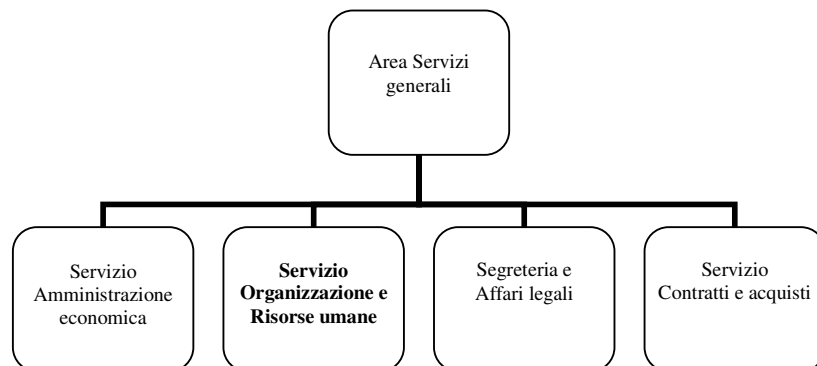 Area Servizi
generali
Servizio
Amministrazione
economica
Servizio
Organizzazione e
Risorse umane
Segreteria e
Affari legali
Servizio
Contratti e acquisti